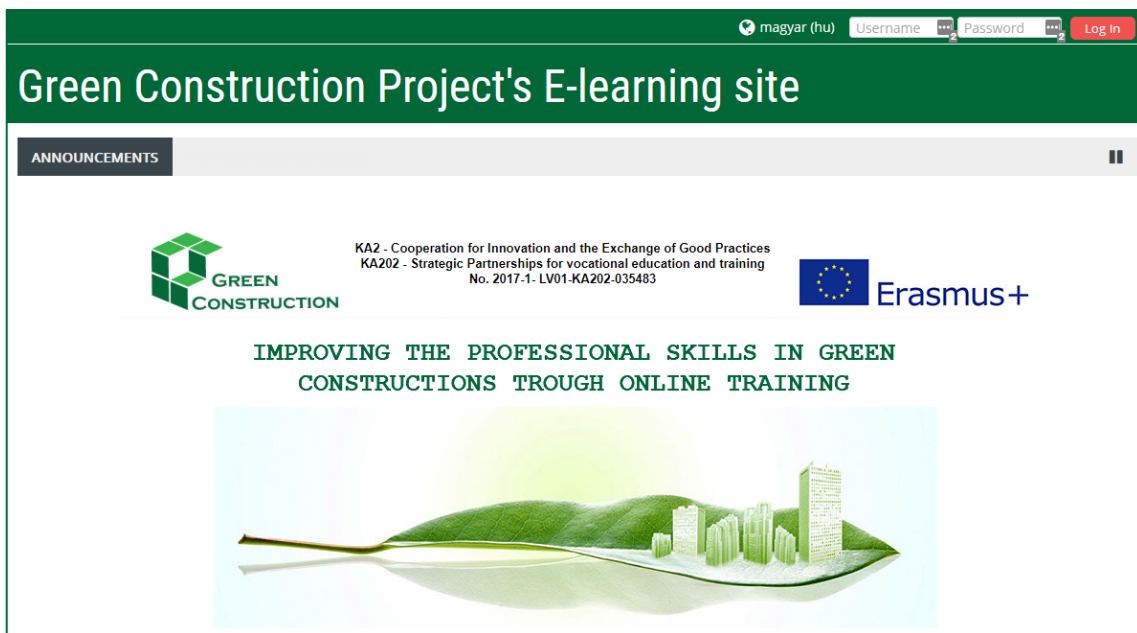 magyar (hu) Username Password Log In
2 2
Green Construction Project's E-learning site
ANNOUNCEMENTS
KA2 - Cooperation for Innovation and the Exchange of Good Practices
KA202 - Strategic Partnerships for vocational education and training
No. 2017-1- LV01-KA202-035483
GREEN
CONSTRUCTION
Erasmus+
IMPROVING THE PROFESSIONAL SKILLS IN GREEN
CONSTRUCTIONS TROUGH ONLINE TRAINING